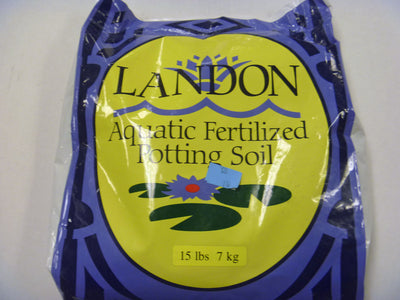 LANDON
Aquatic Fertilized
Potting Soil
15 lbs 7 kg